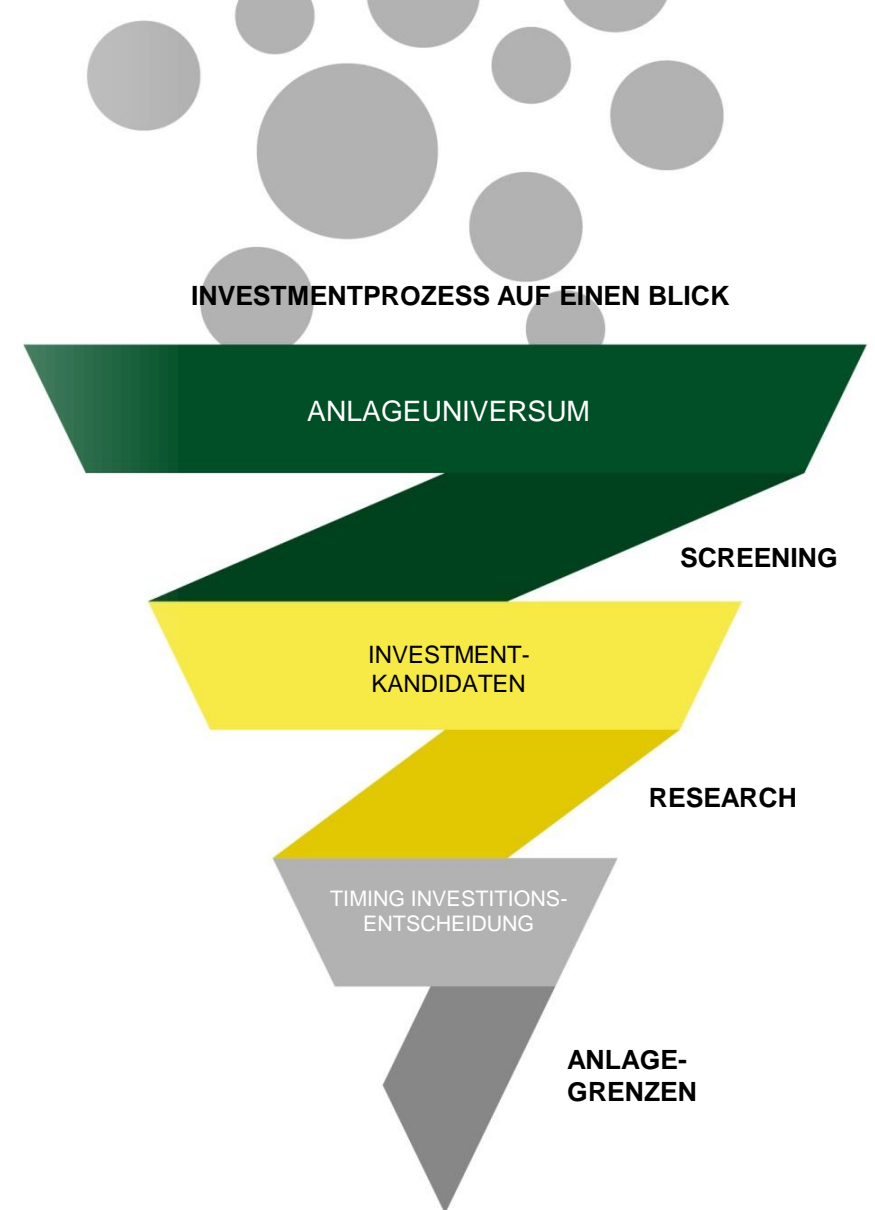 INVESTMENTPROZESS AUF EINEN BLICK
ANLAGEUNIVERSUM
SCREENING
INVESTMENT-
KANDIDATEN
RESEARCH
TIMING INVESTITIONS-
ENTSCHEIDUNG
ANLAGE-
GRENZEN